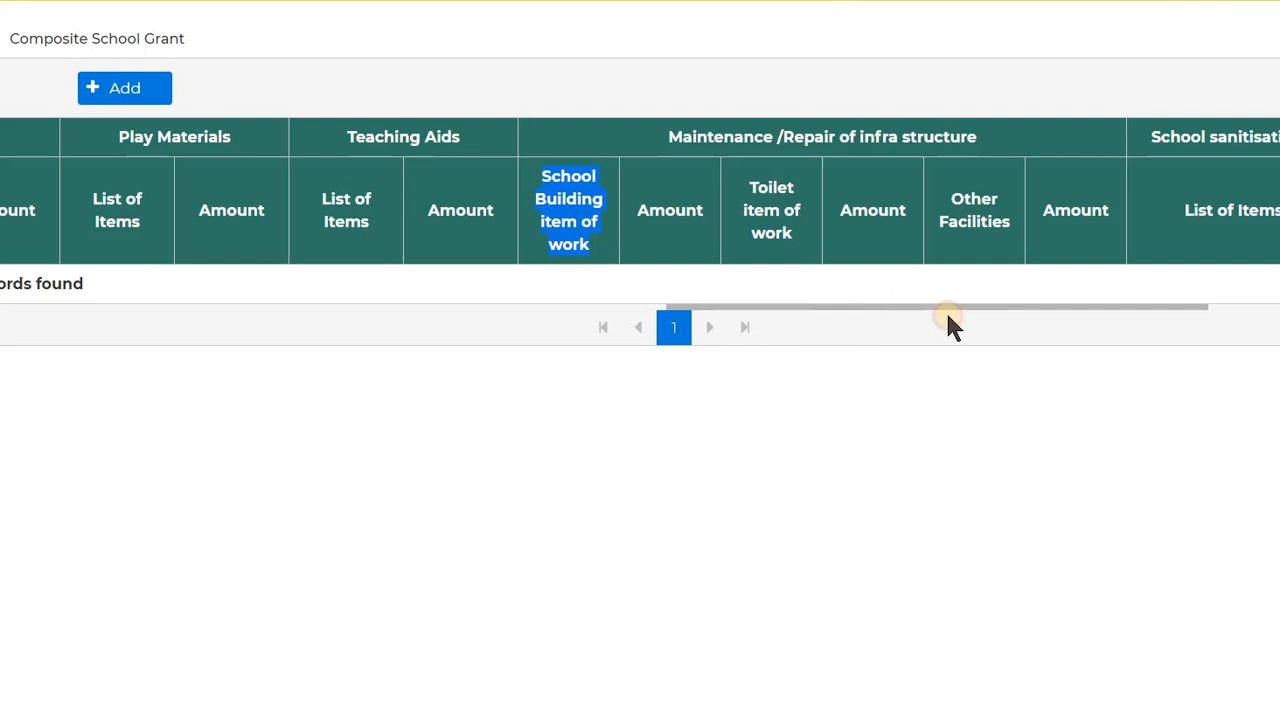 Composite School Grant
Add
Play Materials
Teaching Aids
Maintenance /Repair of infra structure
School sanitisati
ount
List of
Items
Amount
List of
Items
Amount
School
Building
item of
work
Amount
Toilet
item of
work
Amount
Other
Facilities
Amount
List of Items
ords found
1